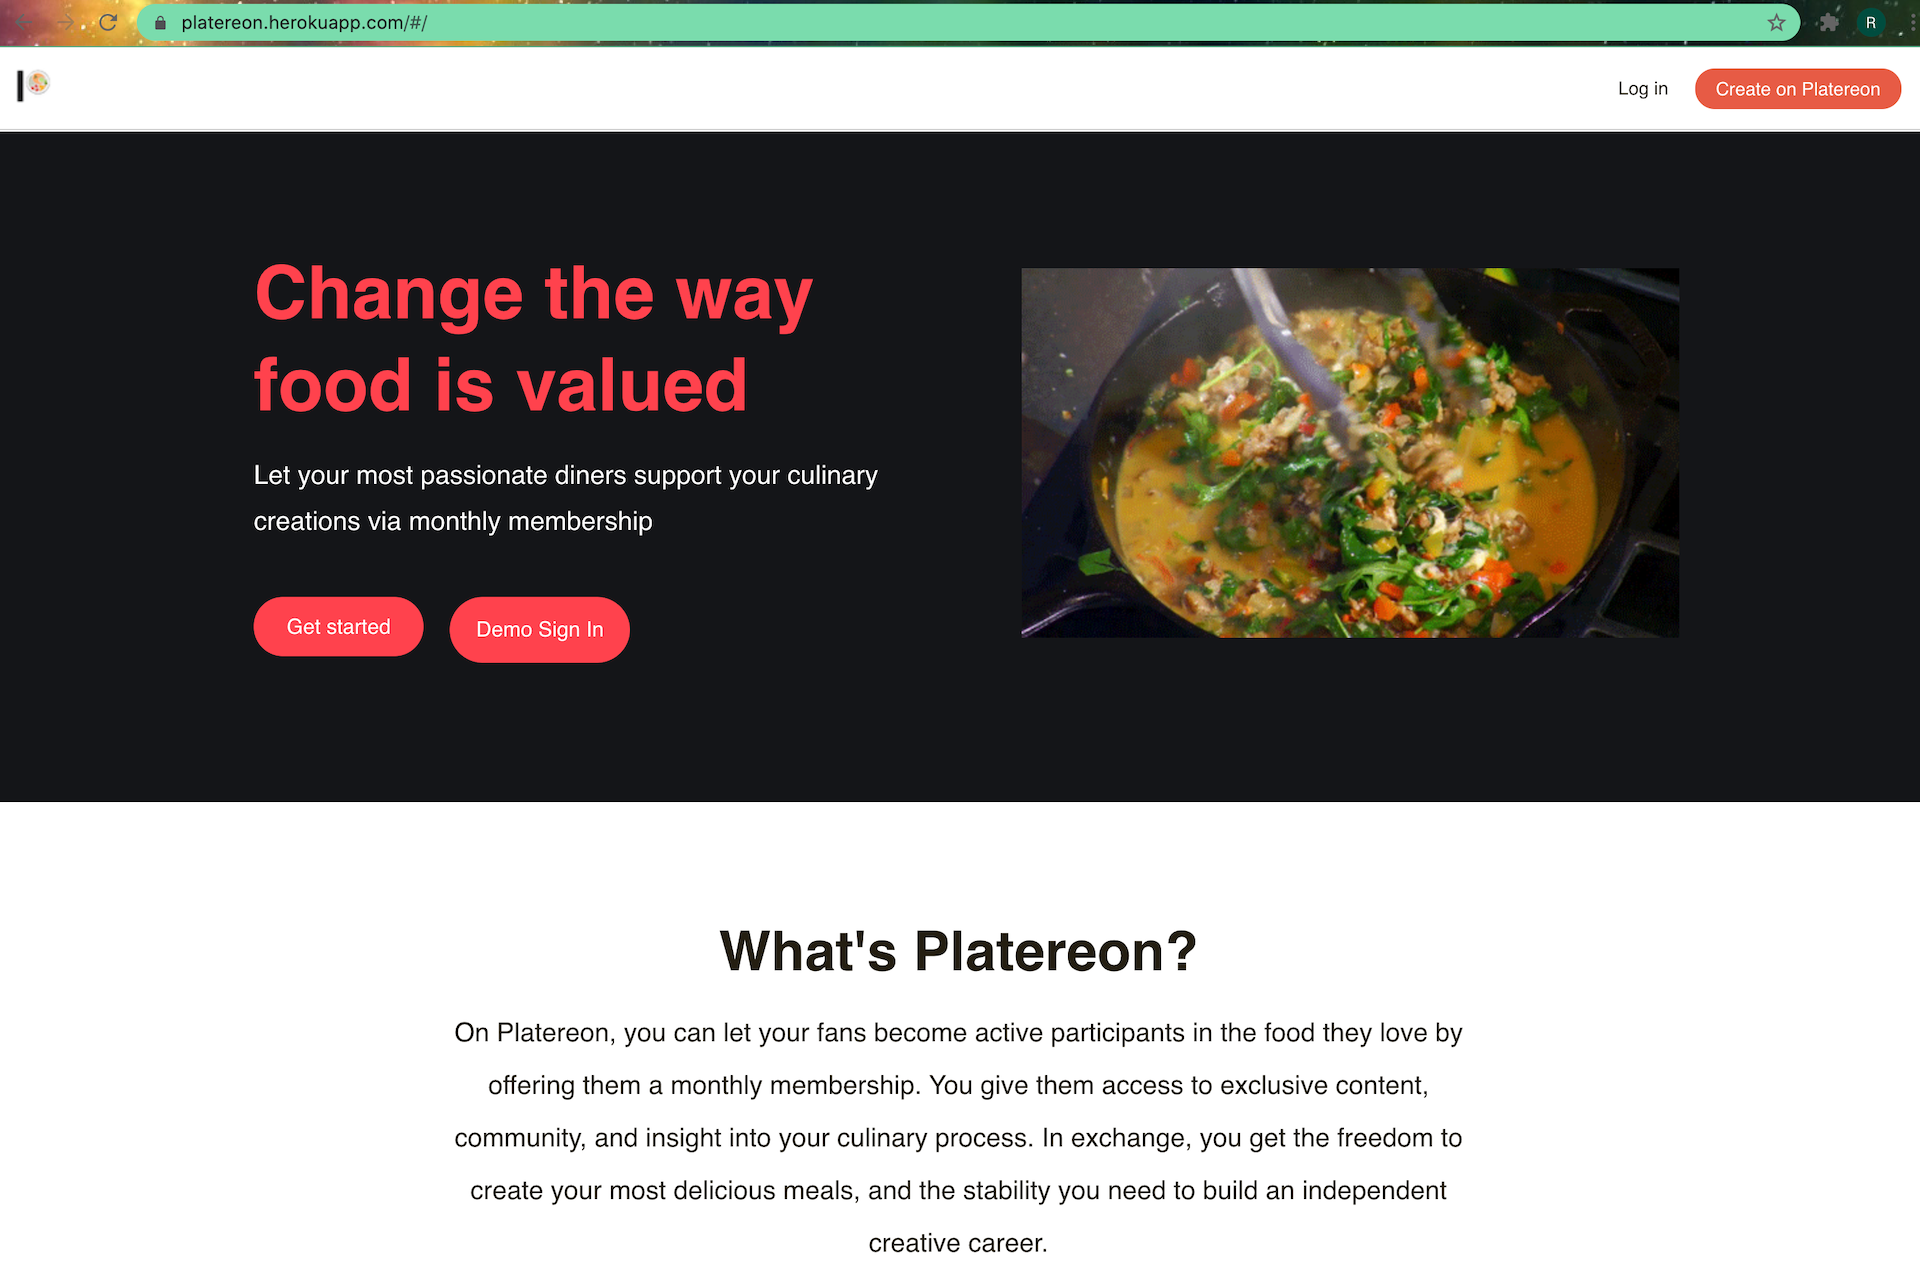 platereon.herokuapp.com/#/
R
Log in
Create on Platereon
Change the way
food is valued
Let your most passionate diners support your culinary
creations via monthly membership
Get started
Demo Sign In
What's Platereon?
On Platereon, you can let your fans become active participants in the food they love by
offering them a monthly membership. You give them access to exclusive content,
community, and insight into your culinary process. In exchange, you get the freedom to
create your most delicious meals, and the stability you need to build an independent
creative career.